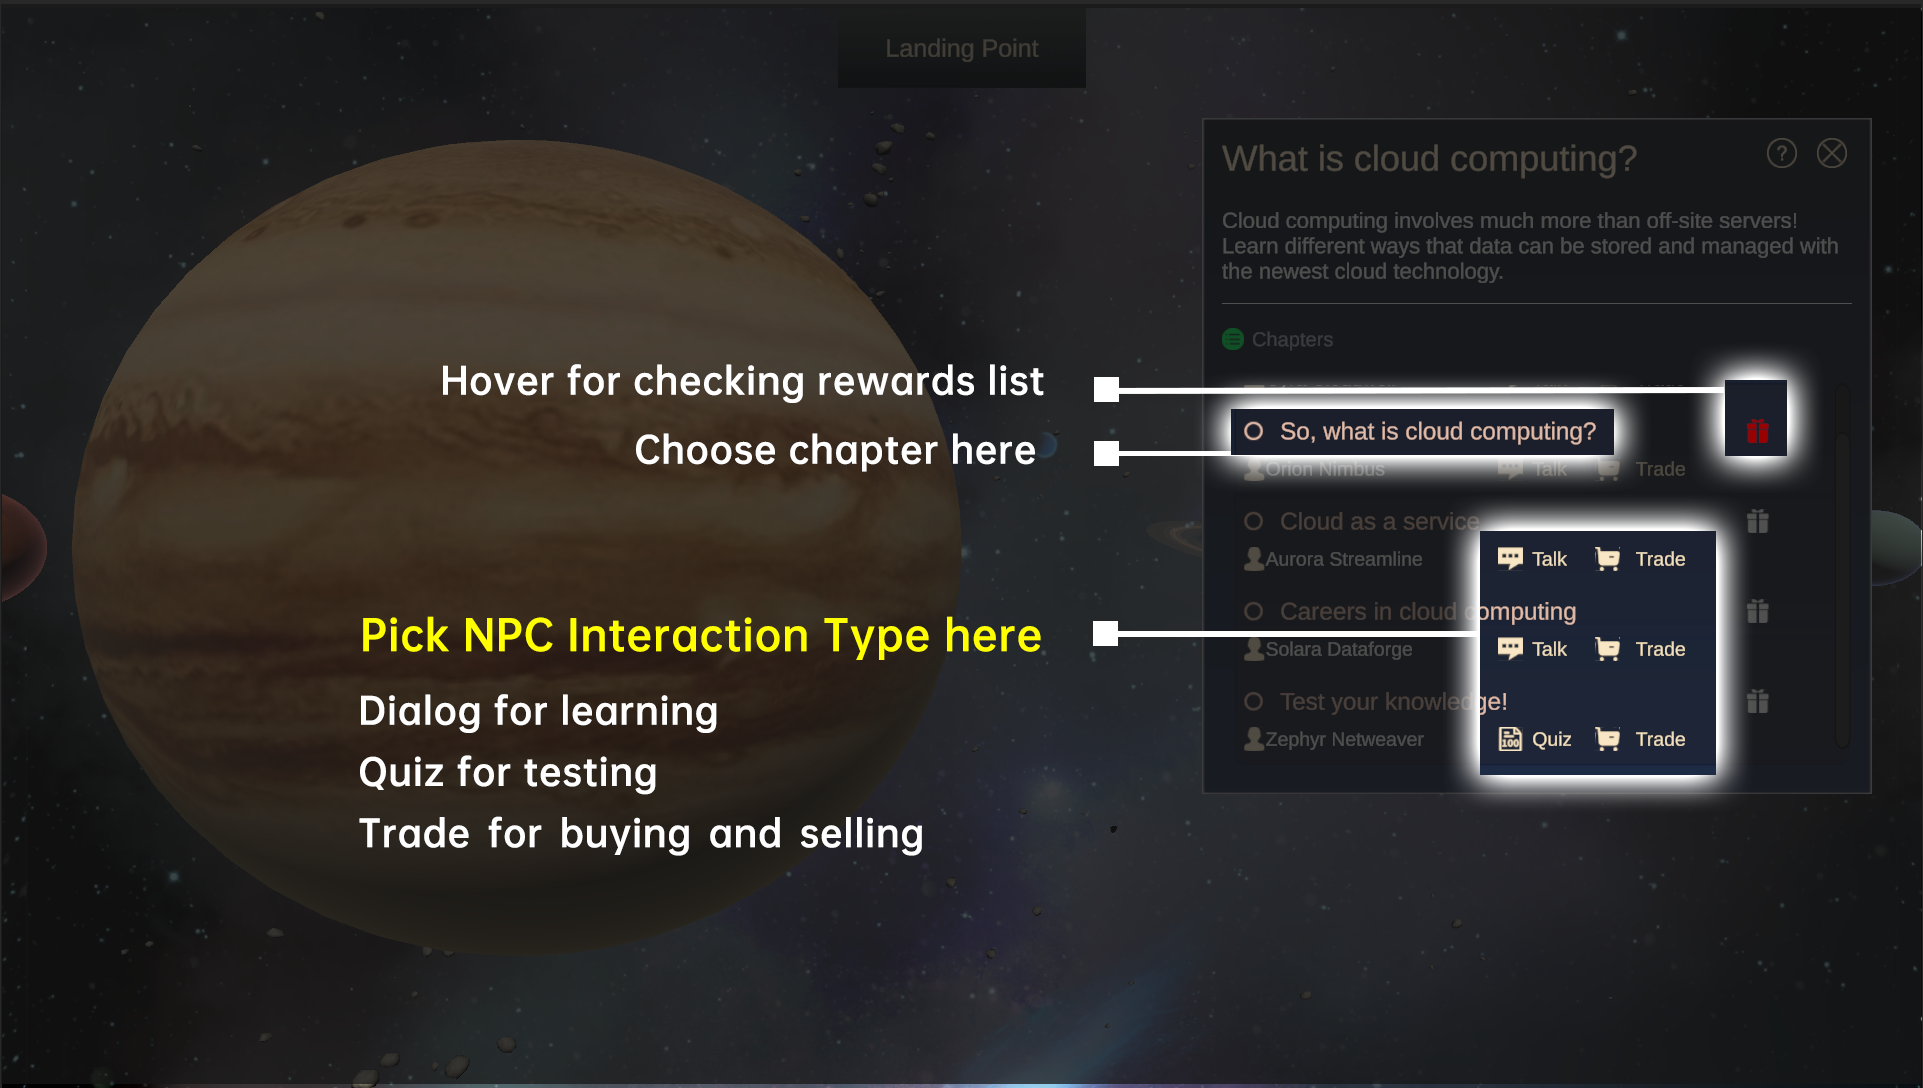 Landing Point
What is cloud computing?
?
Cloud computing involves much more than off-site servers!
Learn different ways that data can be stored and managed with
the newest cloud technology.
Chapters
Hover for checking rewards list
Choose chapter here
So, what is cloud computing?
Orion Nimbus Talk Trade
Cloud as a service
Aurora Streamline Talk Trade
Careers in cloud computing
Pick NPC Interaction Type here
Solara Dataforge Talk Trade
Test your knowledge!
Zephyr Netweaver 100 Quiz Trade
Dialog for learning
Quiz for testing
Trade for buying and selling